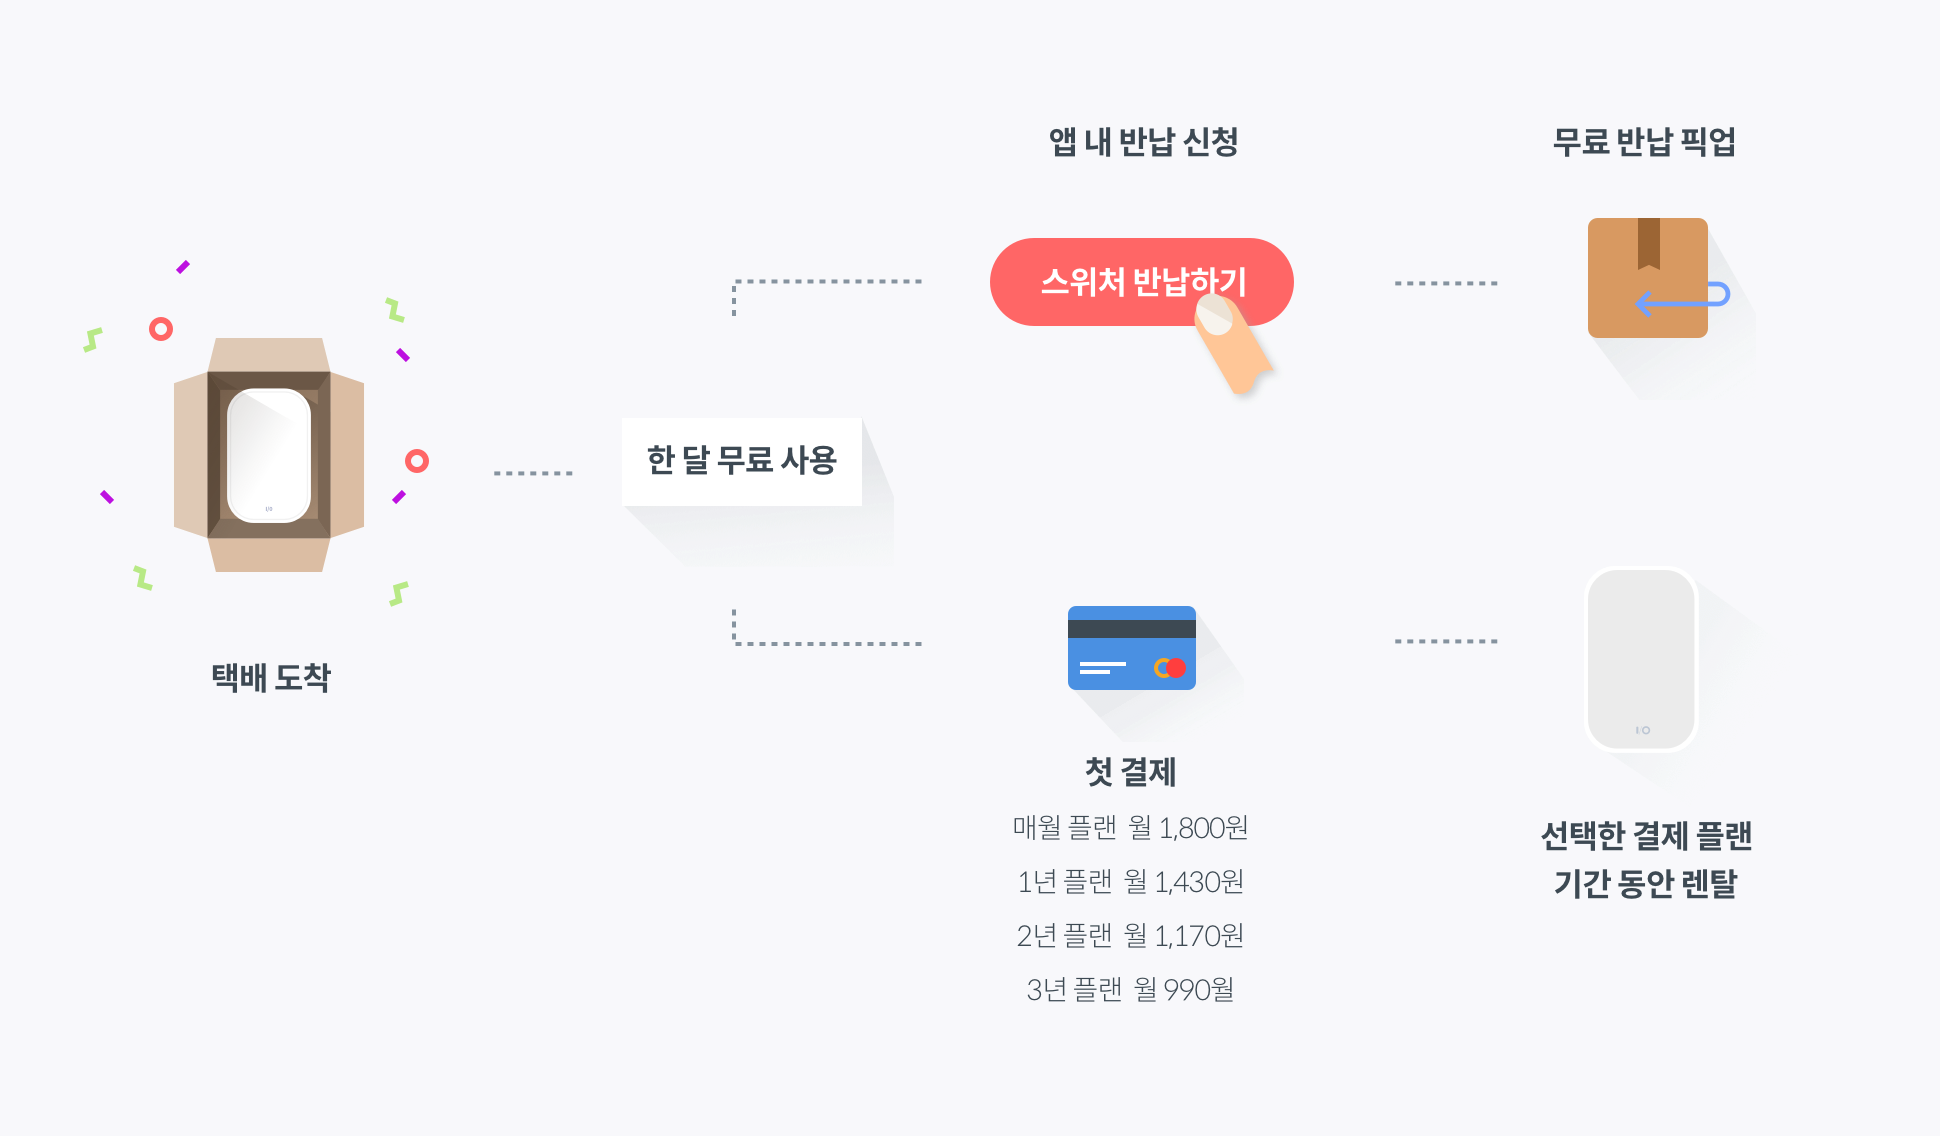 앱 내 반납 신청
무료 반납 픽업
스위처 반납하기
한 달 무료 사용
I/O
택배 도착
첫 결제
매월 플랜 월 1,800원
1년 플랜 월 1,430원
2년 플랜 월 1,170원
3년 플랜 월 990월
I/O
선택한 결제 플랜
기간 동안 렌탈